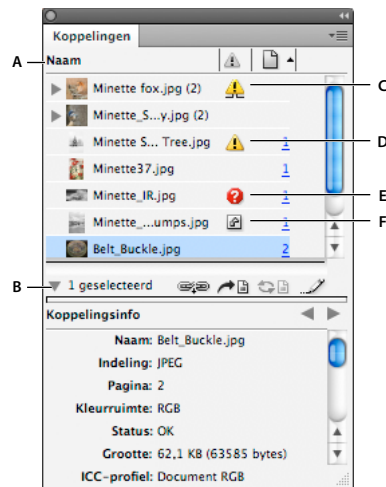 Koppelingen
A Naam
Minette fox.jpg (2) C
Minette_S...y.jpg (2)
Minette S... Tree.jpg 1 D
Minette37.jpg 1
Minette_IR.jpg 1 E
Minette_...umps.jpg 1 F
Belt_Buckle.jpg 2
B 1 geselecteerd
Koppelingsinfo
Naam: Belt_Buckle.jpg
Indeling: JPEG
Pagina: 2
Kleurruimte: RGB
Status: OK
Grootte: 62,1 KB (63585 bytes)
ICC-profiel: Document RGB